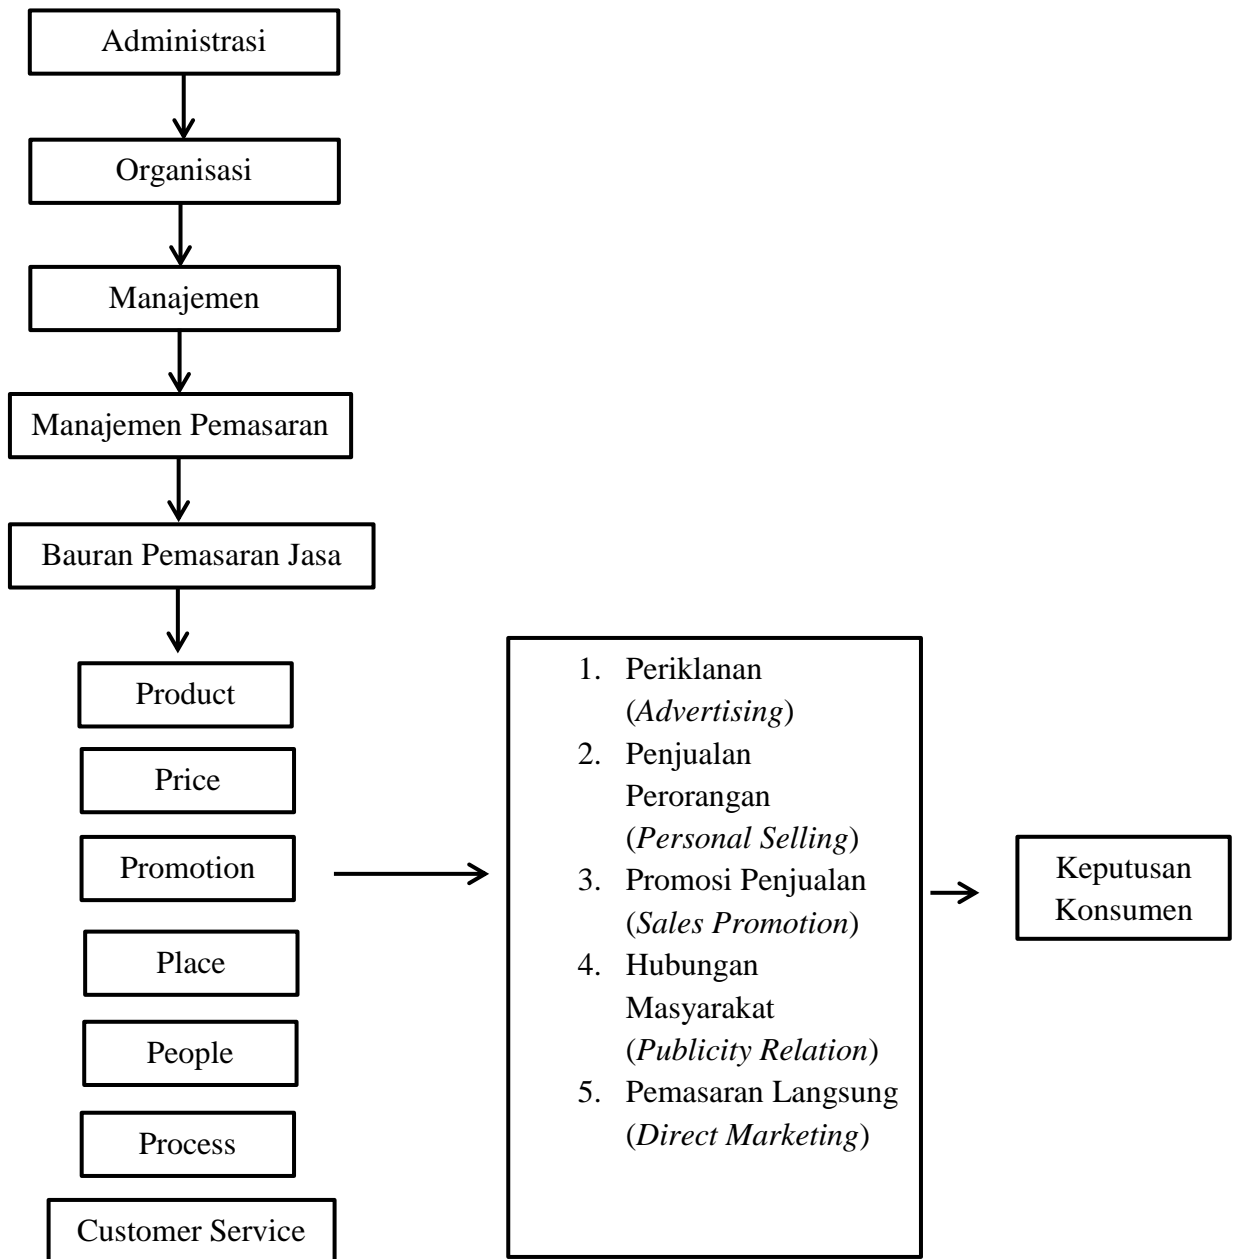 Administrasi
Organisasi
Manajemen
Manajemen Pemasaran
Bauran Pemasaran Jasa
Product
Price
Promotion
Place
People
Process
Customer Service
1. Periklanan
(Advertising)
2. Penjualan
Perorangan
(Personal Selling)
3. Promosi Penjualan
(Sales Promotion)
4. Hubungan
Masyarakat
(Publicity Relation)
5. Pemasaran Langsung
(Direct Marketing)
Keputusan
Konsumen